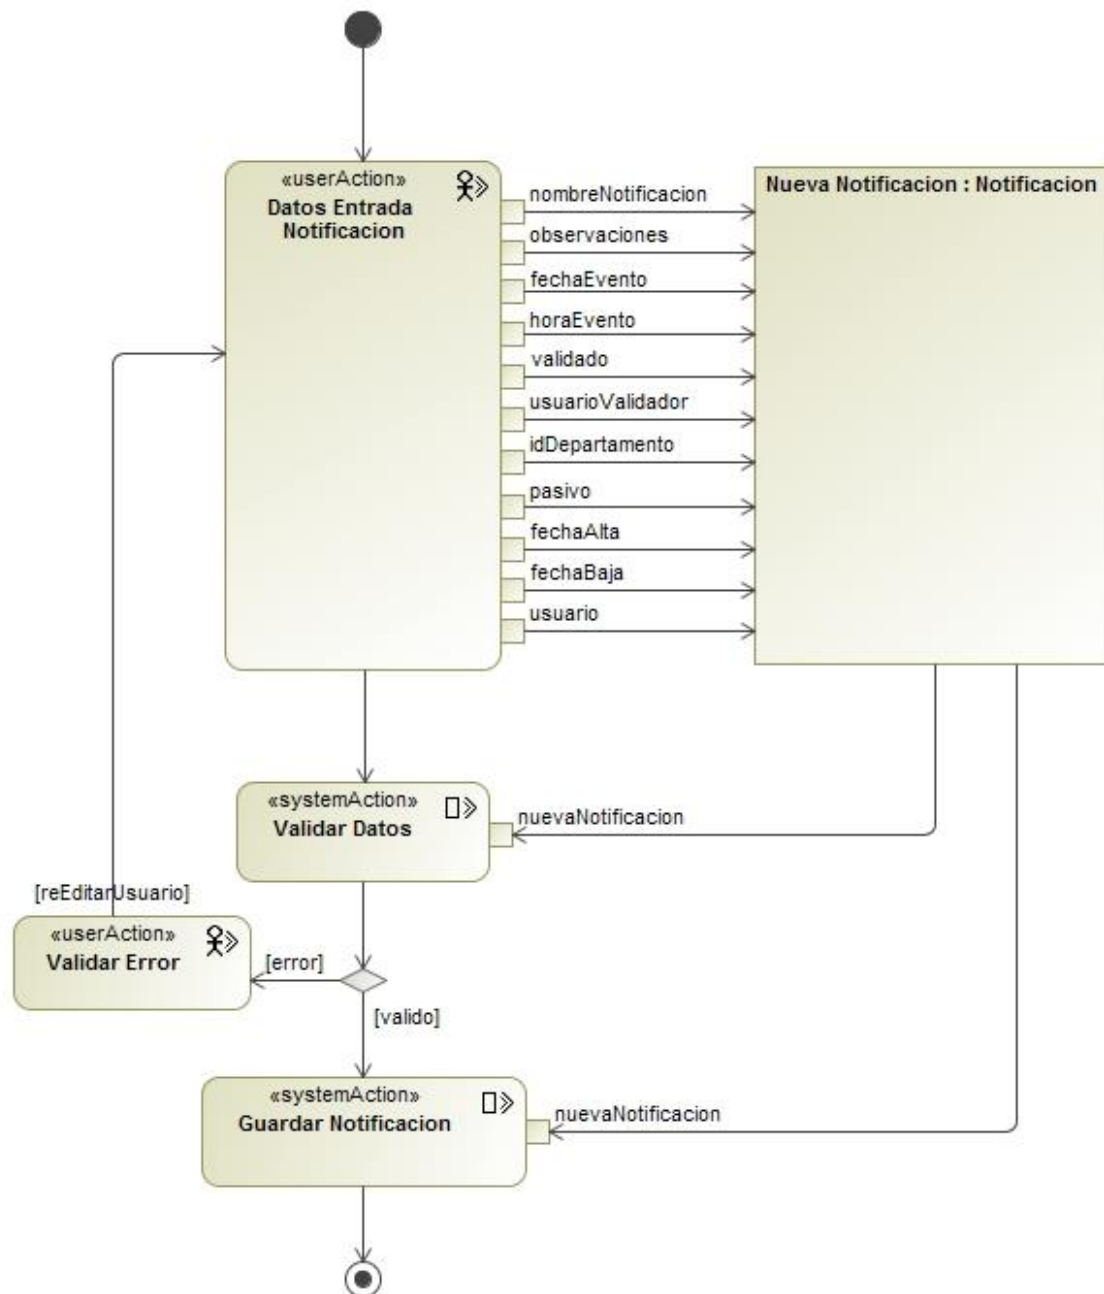 «userAction»
Datos Entrada
Notificacion
nombreNotificacion
observaciones
fechaEvento
horaEvento
validado
usuarioValidador
idDepartamento
pasivo
fechaAlta
fechaBaja
usuario
Nueva Notificacion : Notificacion
«systemAction»
Validar Datos
nuevaNotificacion
[reEditarUsuario]
«userAction»
Validar Error
[error]
[valido]
«systemAction»
Guardar Notificacion
nuevaNotificacion